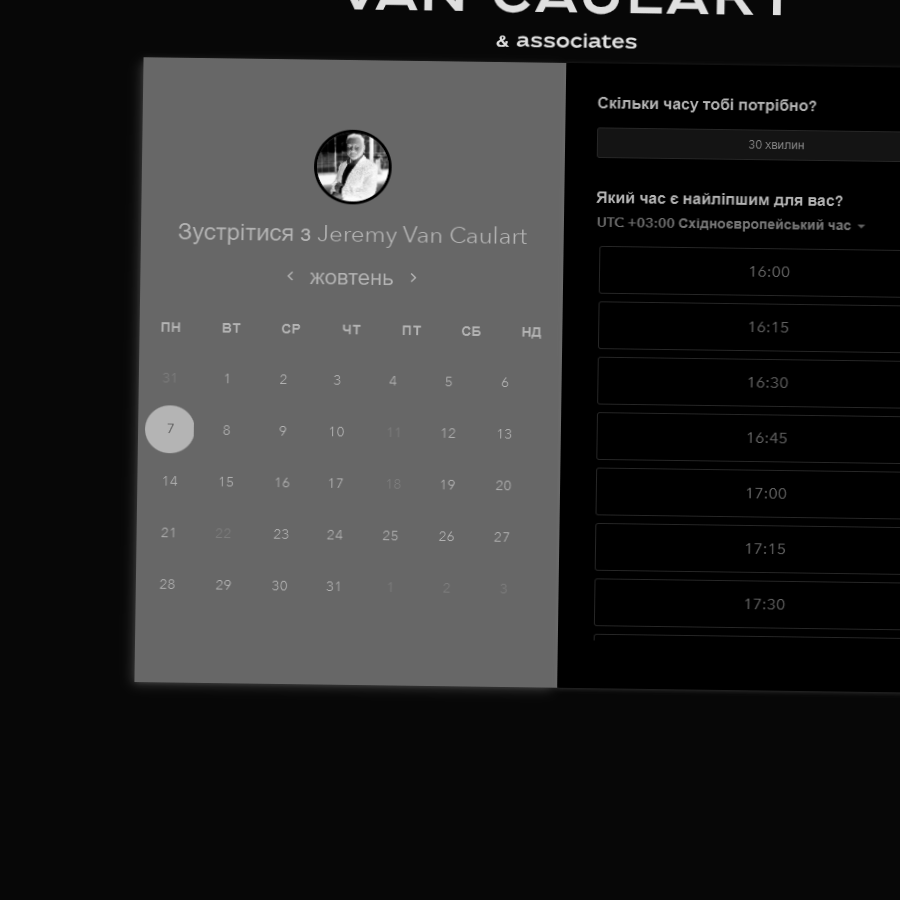 VAN CAULART
& associates
Зустрітися з Jeremy Van Caulart
жовтень
ПН ВТ СР ЧТ ПТ СБ НД
31 1 2 3 4 5 6
7 8 9 10 11 12 13
14 15 16 17 18 19 20
21 22 23 24 25 26 27
28 29 30 31 1 2 3
Скільки часу тобі потрібно?
30 хвилин
Який час є найліпшим для вас?
UTC +03:00 Східноєвропейський час
16:00
16:15
16:30
16:45
17:00
17:15
17:30